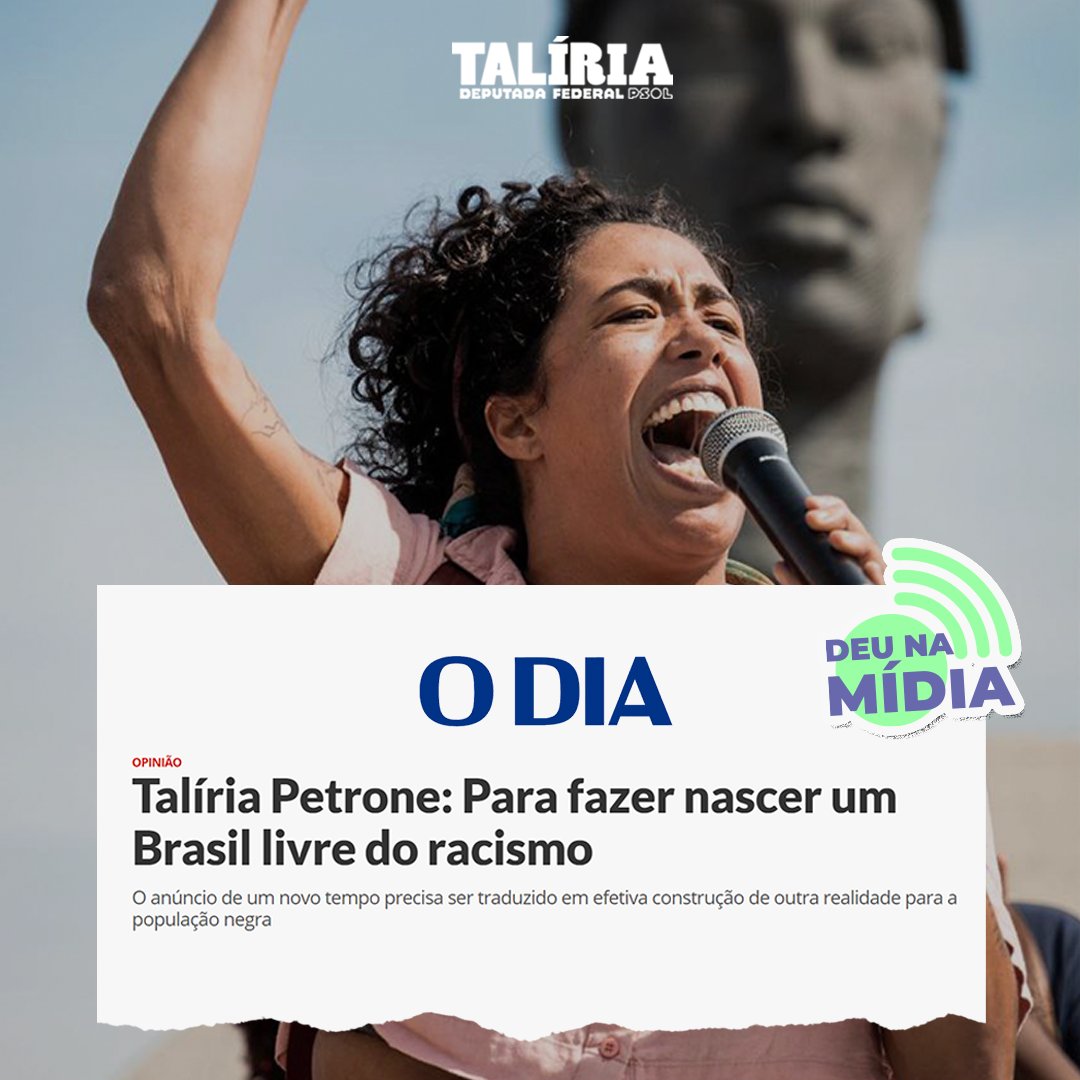 TALÍRIA
DEPUTADA FEDERAL PSOL
DEU NA
MÍDIA
O DIA
OPINIÃO
Talíria Petrone: Para fazer nascer um
Brasil livre do racismo
O anúncio de um novo tempo precisa ser traduzido em efetiva construção de outra realidade para a
população negra